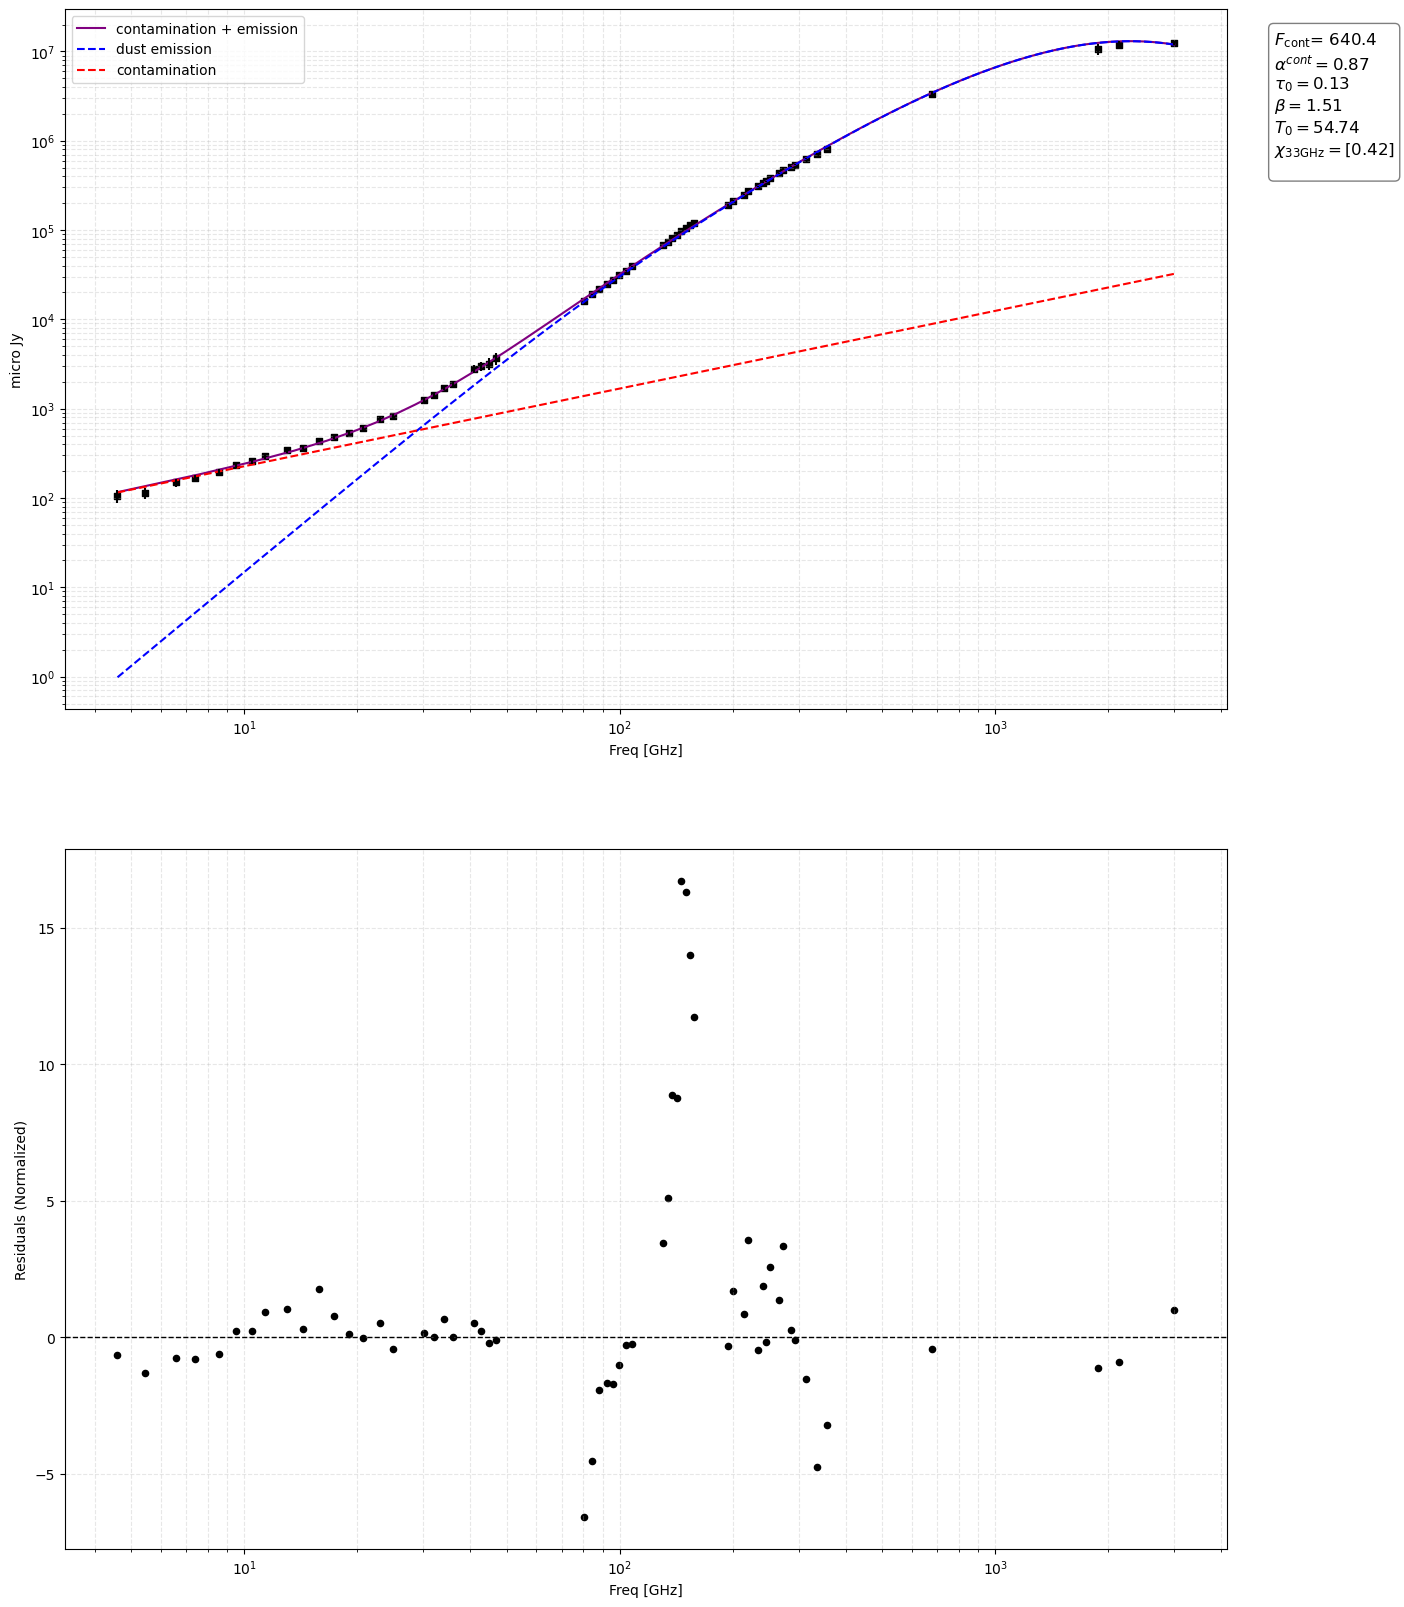 contamination + emission
dust emission
contamination
F_cont= 640.4
α^cont = 0.87
τ_0 = 0.13
β = 1.51
T_0 = 54.74
χ_33GHz = [0.42]
10^7
10^6
10^5
10^4
10^3
10^2
10^1
10^0
micro Jy
10^1 10^2 10^3
Freq [GHz]
15
10
5
0
−5
Residuals (Normalized)
10^1 10^2 10^3
Freq [GHz]